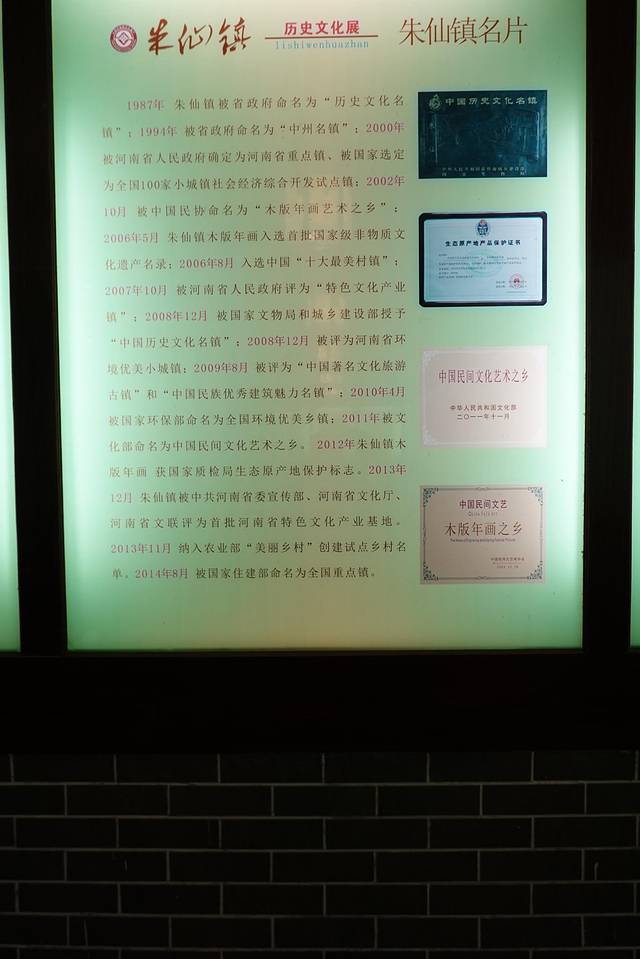 朱仙镇
历史文化展
lishiwenhuazhan
朱仙镇名片
1987年 朱仙镇被省政府命名为“历史文化名
镇”；1994年 被省政府命名为“中州名镇”；2000年
被河南省人民政府确定为河南省重点镇、被国家选定
为全国100家小城镇社会经济综合开发试点镇；2002年
10月 被中国民协命名为“木版年画艺术之乡”；
2006年5月 朱仙镇木版年画入选首批国家级非物质文
化遗产名录；2006年8月 入选中国“十大最美村镇”；
2007年10月 被河南省人民政府评为“特色文化产业
镇”；2008年12月 被国家文物局和城乡建设部授予
“中国历史文化名镇”；2008年12月 被评为河南省环
境优美小城镇；2009年8月 被评为“中国著名文化旅游
古镇”和“中国民族优秀建筑魅力名镇”；2010年4月
被国家环保部命名为全国环境优美乡镇；2011年被文
化部命名为中国民间文化艺术之乡。2012年朱仙镇木
版年画 获国家质检局生态原产地保护标志。2013年
12月 朱仙镇被中共河南省委宣传部、河南省文化厅、
河南省文联评为首批河南省特色文化产业基地。
2013年11月 纳入农业部“美丽乡村”创建试点乡村名
单。2014年8月 被国家住建部命名为全国重点镇。
中国历史文化名镇
生态原产地产品保护证书
中国民间文化艺术之乡
中华人民共和国文化部
二〇一一年十一月
中国民间文艺
木版年画之乡